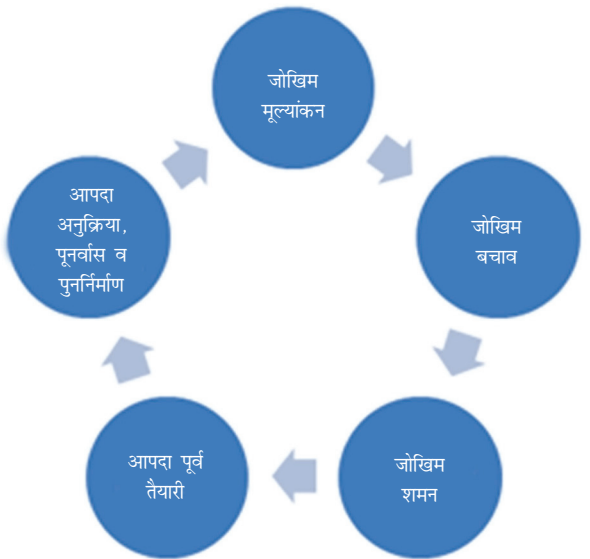 जोखिम
मूल्यांकन
जोखिम
बचाव
जोखिम
शमन
आपदा पूर्व
तैयारी
आपदा
अनुक्रिया,
पूनर्वास व
पुनर्निर्माण